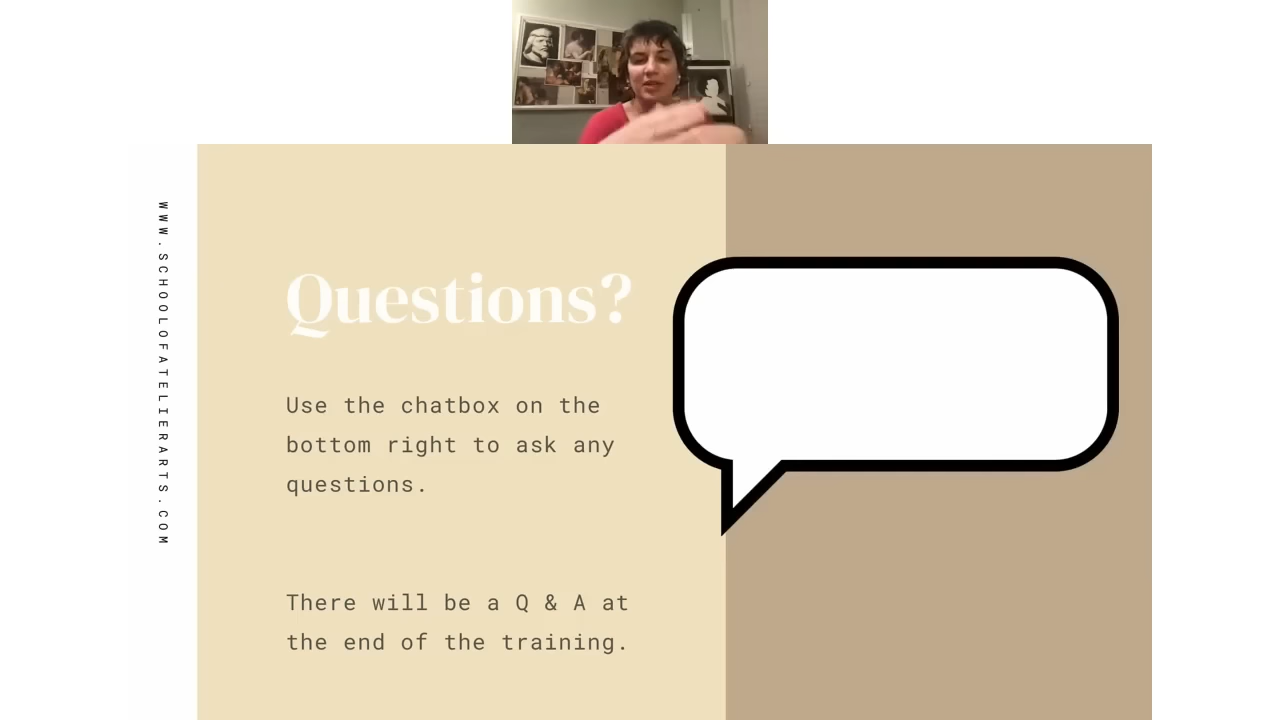 WWW.SCHOOLOFATELIERARTS.COM
Questions?
Use the chatbox on the
bottom right to ask any
questions.
There will be a Q & A at
the end of the training.